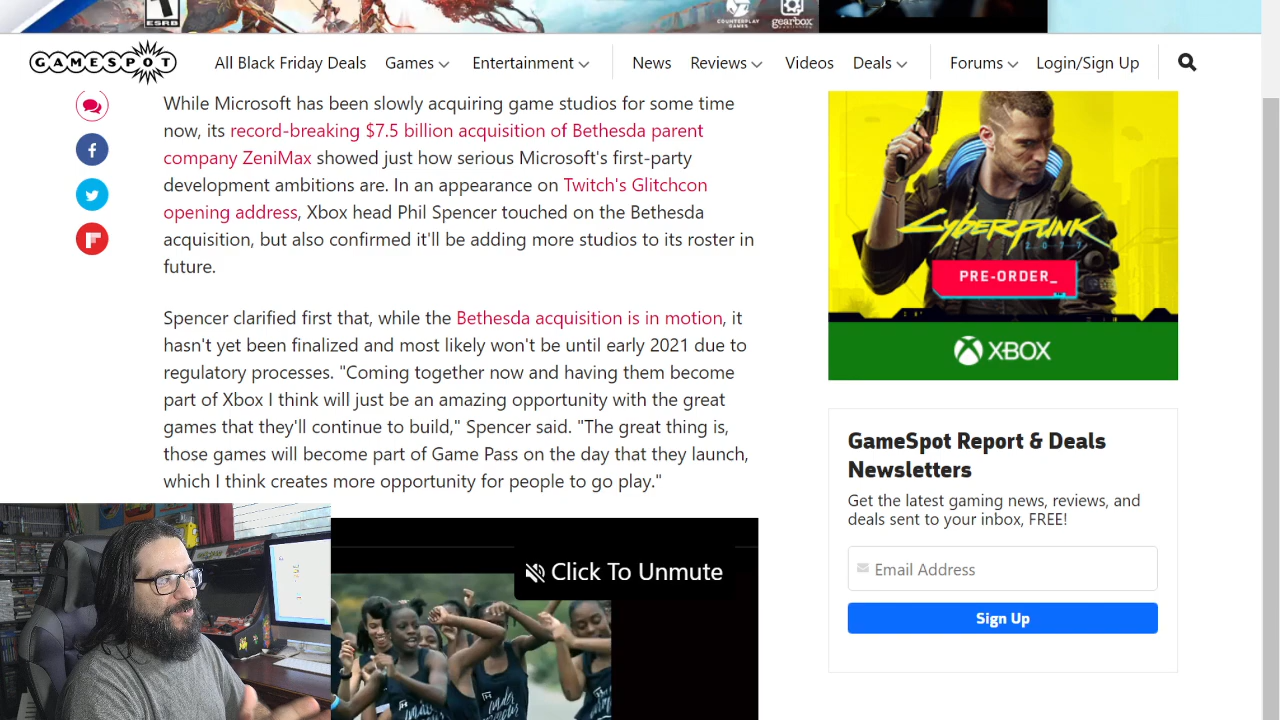 ESRB
COUNTERPLAY
GAMES
gearbox
GAMESPOT
All Black Friday Deals
Games
Entertainment
News
Reviews
Videos
Deals
Forums
Login/Sign Up
While Microsoft has been slowly acquiring game studios for some time
now, its record-breaking $7.5 billion acquisition of Bethesda parent
company ZeniMax showed just how serious Microsoft's first-party
development ambitions are. In an appearance on Twitch's Glitchcon
opening address, Xbox head Phil Spencer touched on the Bethesda
acquisition, but also confirmed it'll be adding more studios to its roster in
future.
Spencer clarified first that, while the Bethesda acquisition is in motion, it
hasn't yet been finalized and most likely won't be until early 2021 due to
regulatory processes. "Coming together now and having them become
part of Xbox I think will just be an amazing opportunity with the great
games that they'll continue to build," Spencer said. "The great thing is,
those games will become part of Game Pass on the day that they launch,
which I think creates more opportunity for people to go play."
Click To Unmute
Cyberpunk
2077
PRE-ORDER_
XBOX
GameSpot Report & Deals
Newsletters
Get the latest gaming news, reviews, and
deals sent to your inbox, FREE!
Email Address
Sign Up